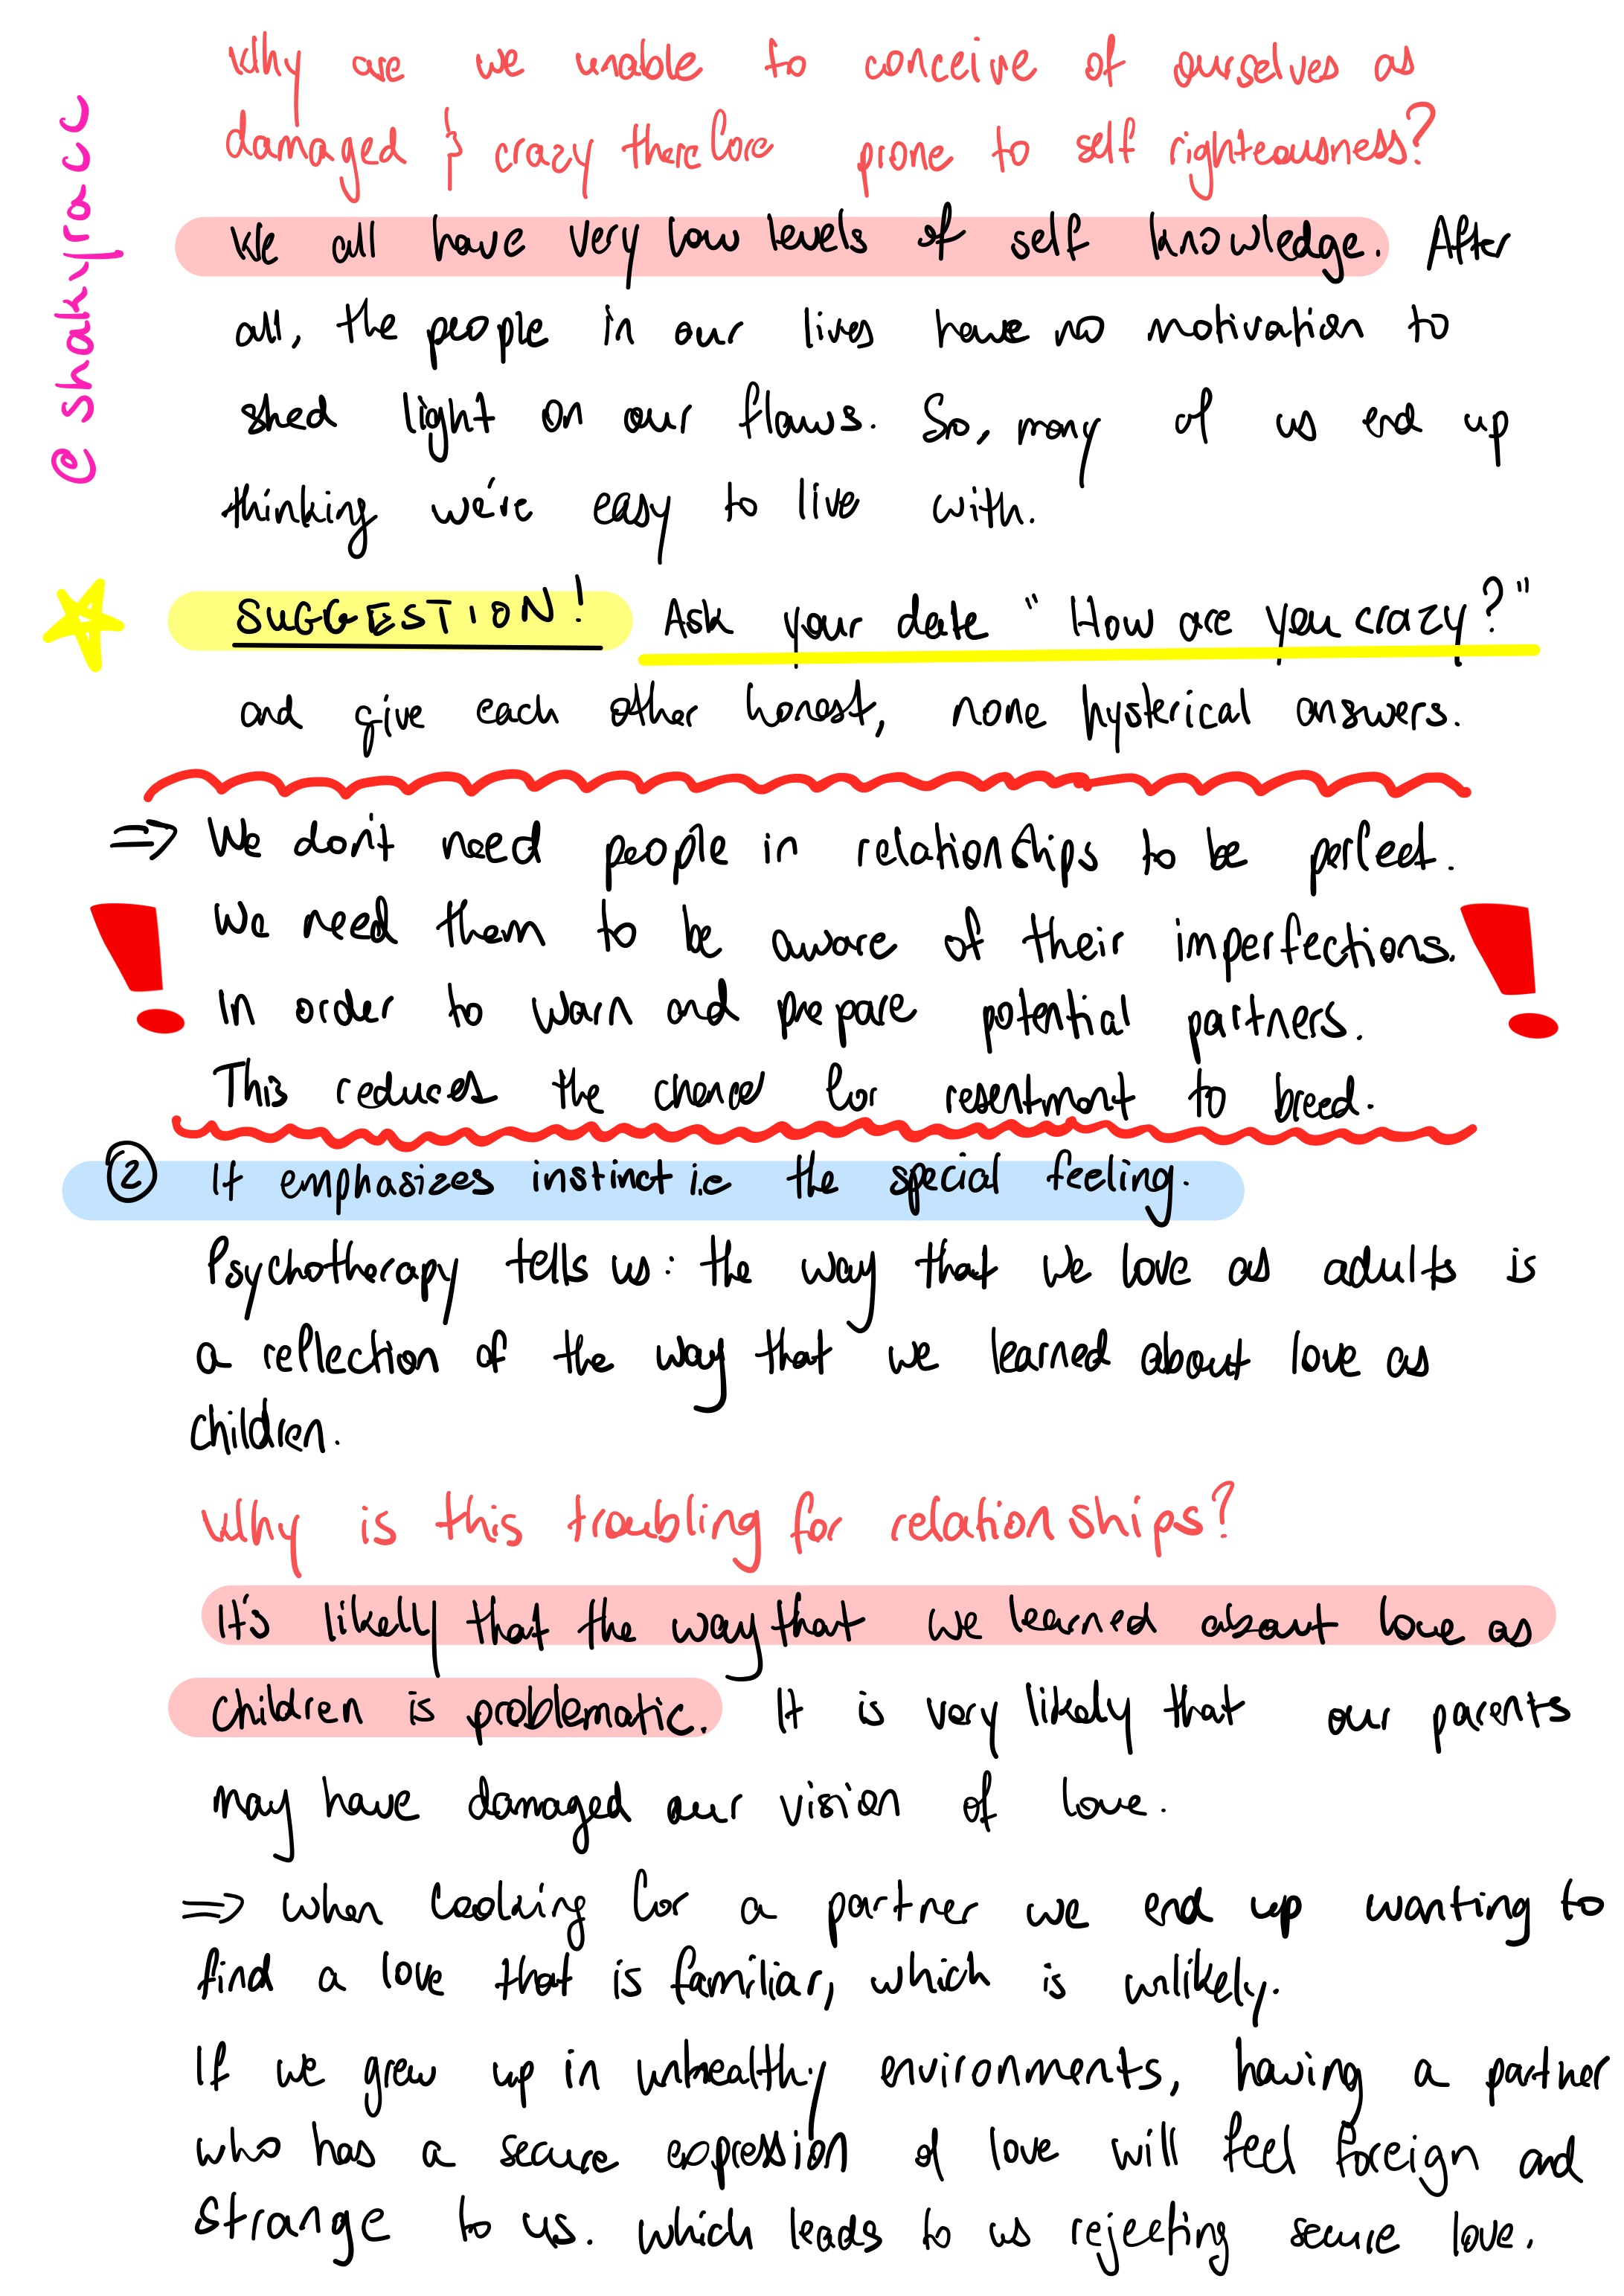 Why are we unable to conceive of ourselves as
damaged & crazy therefore prone to self righteousness?
We all have very low levels of self knowledge. After
all, the people in our lives have no motivation to
shed light on our flaws. So, many of us end up
thinking we're easy to live with.
SUGGESTION! Ask your date "How are you crazy?"
and give each other honest, none hysterical answers.
⇒ We don't need people in relationships to be perfect.
We need them to be aware of their imperfections.
In order to warn and prepare potential partners.
This reduces the chance for resentment to breed.
② It emphasizes instinct i.e the special feeling.
Psychotherapy tells us: the way that we love as adults is
a reflection of the way that we learned about love as
children.
Why is this troubling for relationships?
It's likely that the way that we learned about love as
children is problematic. It is very likely that our parents
may have damaged our vision of love.
⇒ when looking for a partner we end up wanting to
find a love that is familiar, which is unlikely.
If we grew up in unhealthy environments, having a partner
who has a secure expression of love will feel foreign and
strange to us. which leads to us rejecting secure love.
@shakyracc